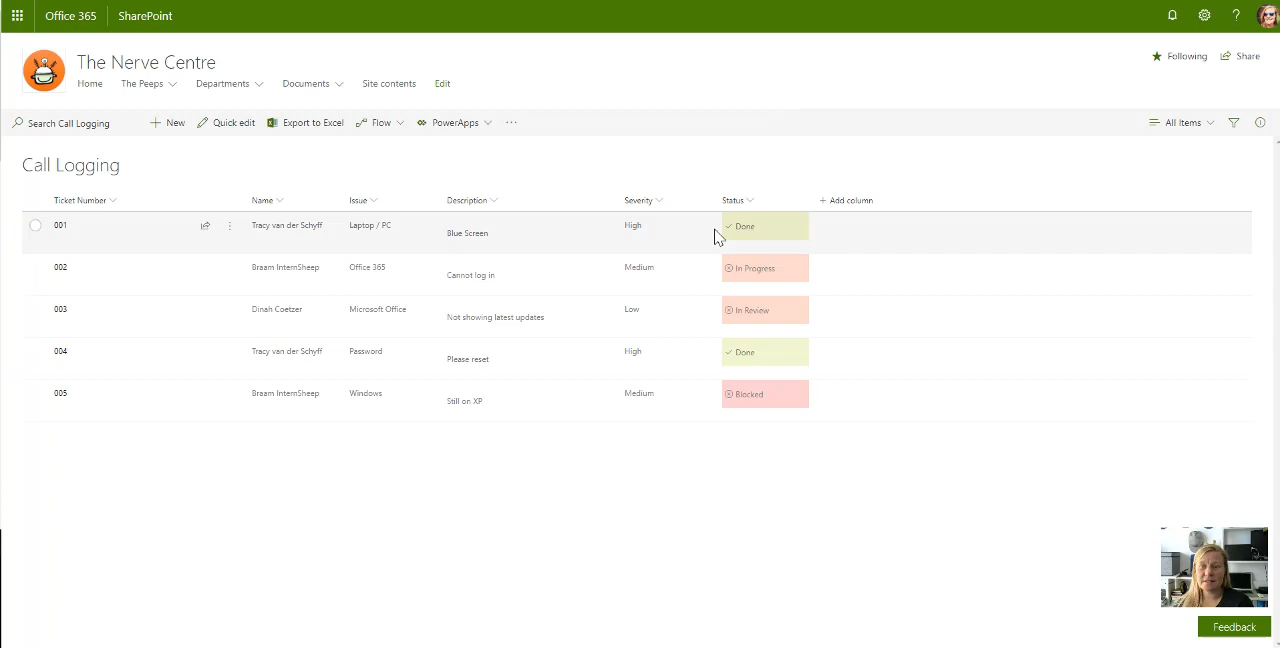 Office 365 SharePoint
The Nerve Centre
Following Share
Home The Peeps Departments Documents Site contents Edit
Search Call Logging New Quick edit Export to Excel Flow PowerApps ··· All Items
Call Logging
Ticket Number Name Issue Description Severity Status + Add column
001 Tracy van der Schyff Laptop / PC Blue Screen High Done
002 Braam InternSheep Office 365 Cannot log in Medium In Progress
003 Dinah Coetzer Microsoft Office Not showing latest updates Low In Review
004 Tracy van der Schyff Password Please reset High Done
005 Braam InternSheep Windows Still on XP Medium Blocked
Feedback